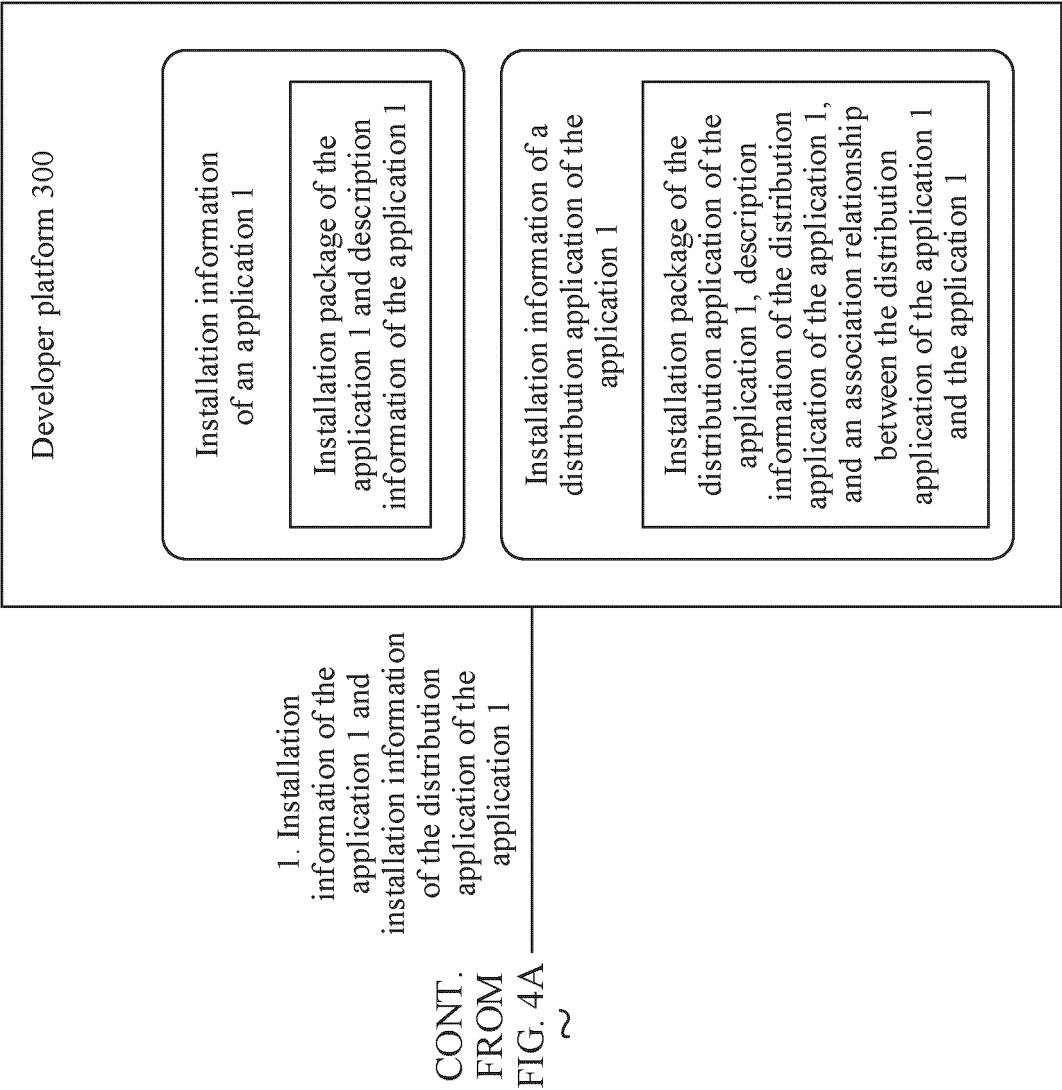 Developer platform 300
Installation information
of an application 1
Installation package of the
application 1 and description
information of the application 1
Installation information of a
distribution application of the
application 1
Installation package of the
distribution application of the
application 1, description
information of the distribution
application of the application 1,
and an association relationship
between the distribution
application of the application 1
and the application 1
1. Installation
information of the
application 1 and
installation information
of the distribution
application of the
application 1
CONT.
FROM
FIG. 4A
~